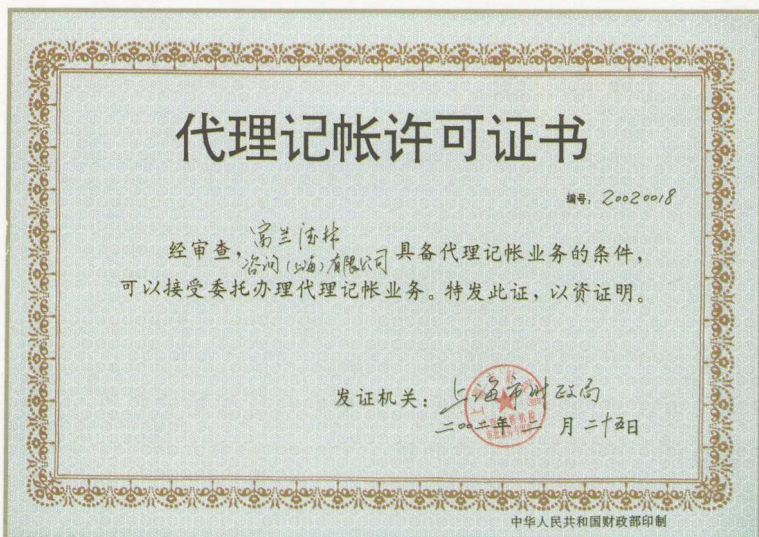 代理记帐许可证书
编号：20020018
富兰德林
经审查，咨询（上海）有限公司具备代理记帐业务的条件，
可以接受委托办理代理记帐业务。特发此证，以资证明。
发证机关：上海市财政局
二00二年二月二十五日
中华人民共和国财政部印制